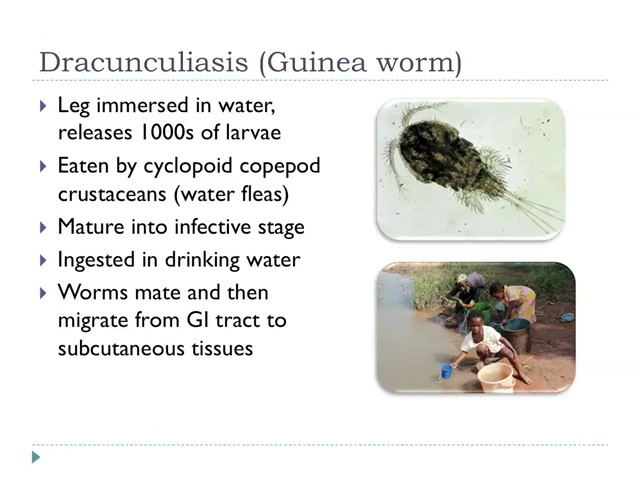 Dracunculiasis (Guinea worm)
Leg immersed in water,
releases 1000s of larvae
Eaten by cyclopoid copepod
crustaceans (water fleas)
Mature into infective stage
Ingested in drinking water
Worms mate and then
migrate from GI tract to
subcutaneous tissues